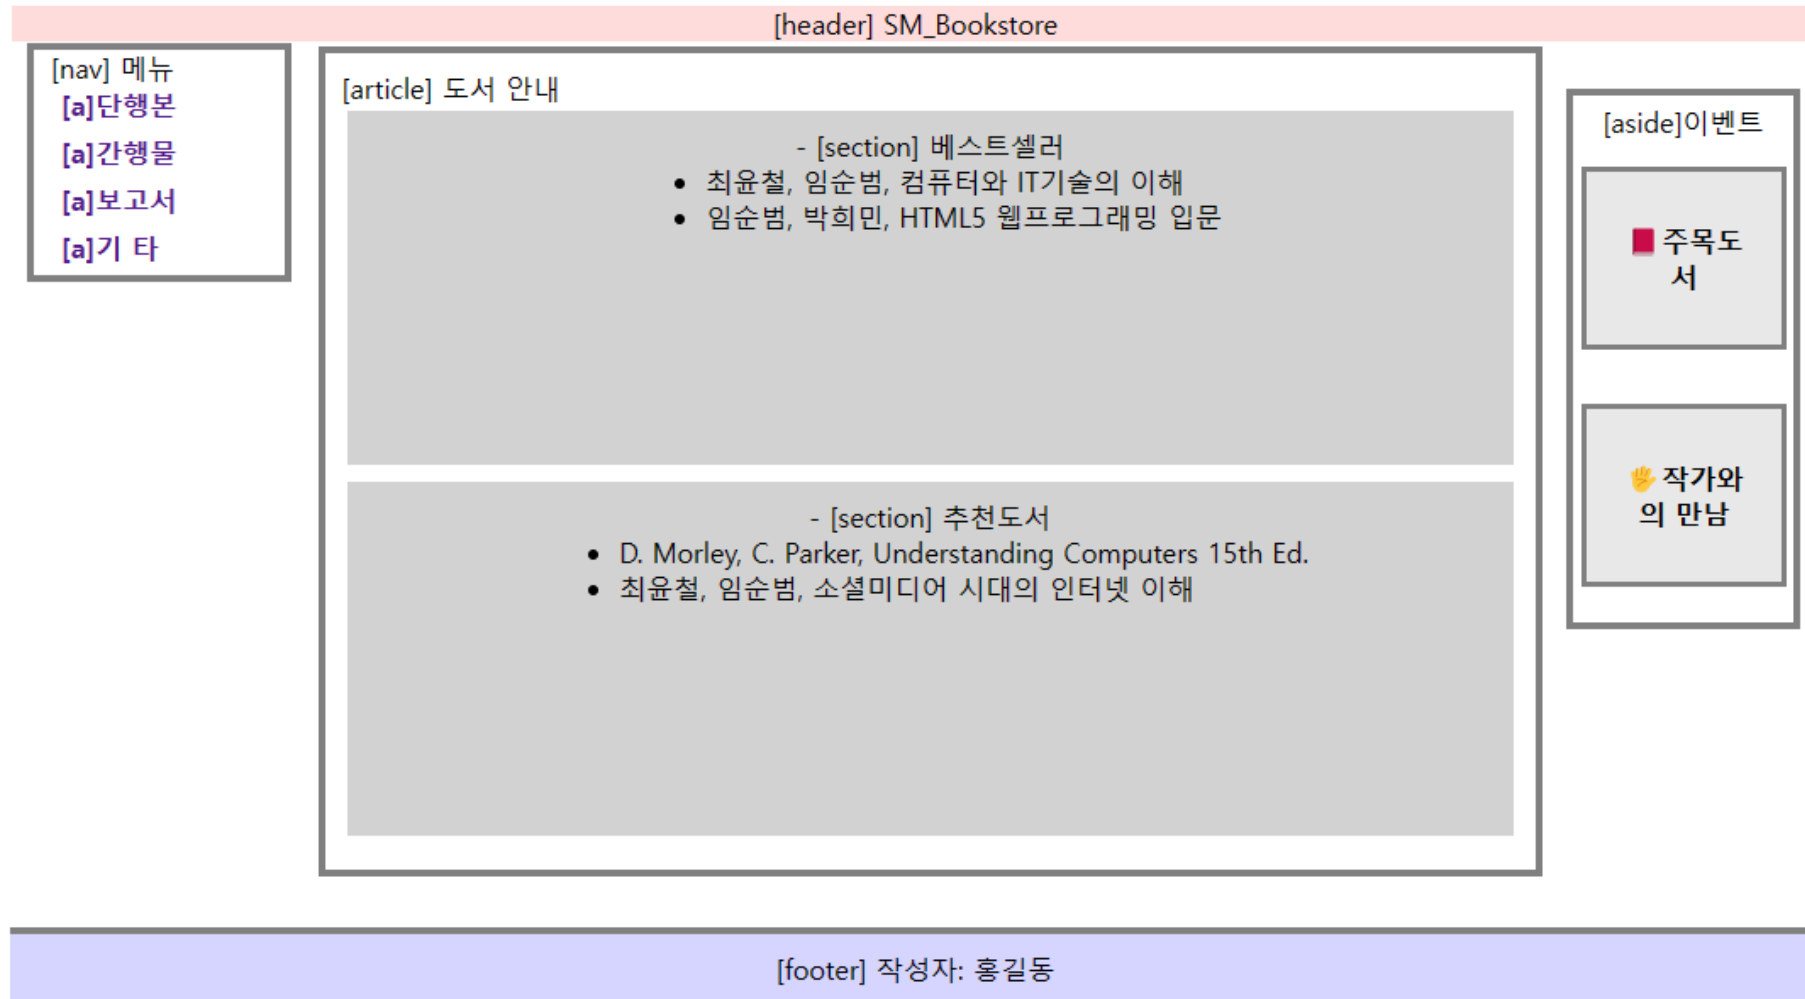 [header] SM_Bookstore
[nav] 메뉴
[a]단행본
[a]간행물
[a]보고서
[a]기 타
[article] 도서 안내
- [section] 베스트셀러
• 최윤철, 임순범, 컴퓨터와 IT기술의 이해
• 임순범, 박희민, HTML5 웹프로그래밍 입문
- [section] 추천도서
• D. Morley, C. Parker, Understanding Computers 15th Ed.
• 최윤철, 임순범, 소셜미디어 시대의 인터넷 이해
[aside]이벤트
📕 주목도
서
🖐 작가와
의 만남
[footer] 작성자: 홍길동